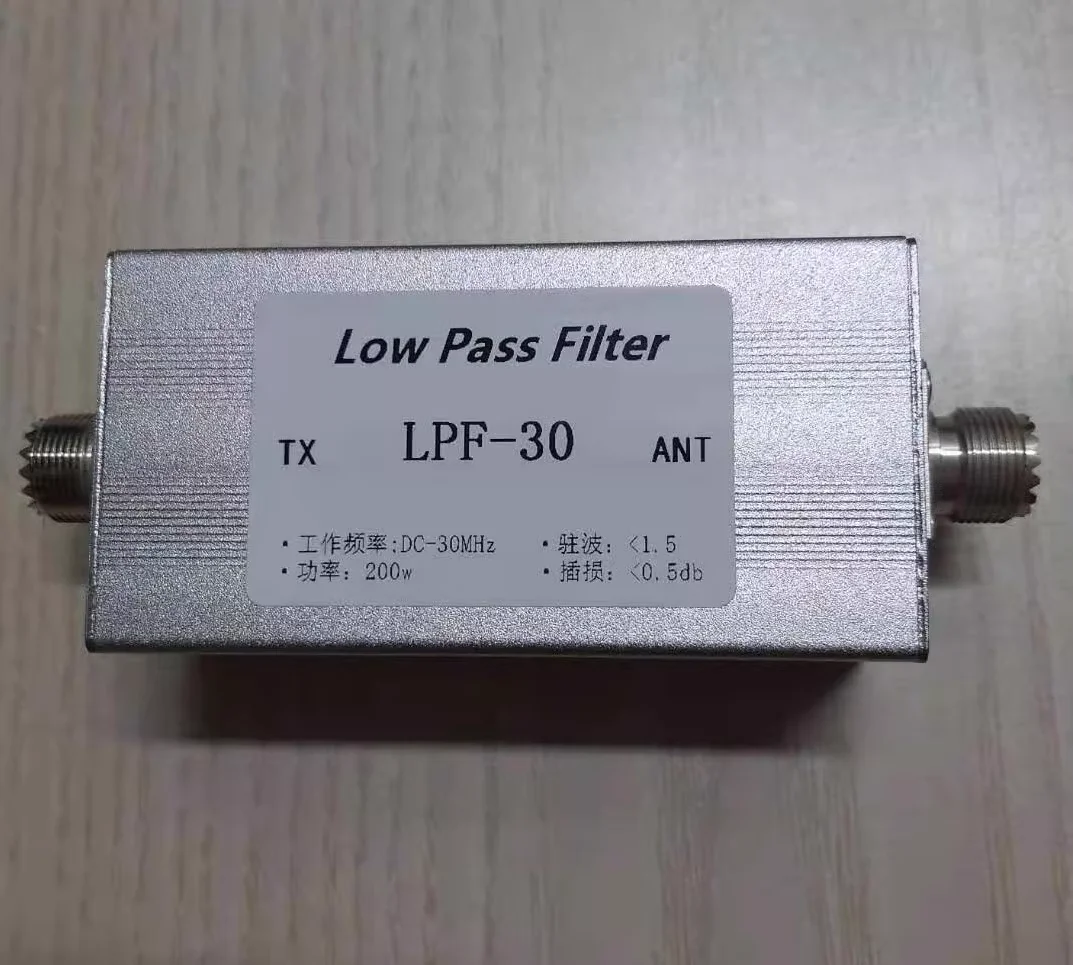 Low Pass Filter
TX LPF-30 ANT
·工作频率:DC-30MHz ·驻波: <1.5
·功率: 200w ·插损: <0.5db